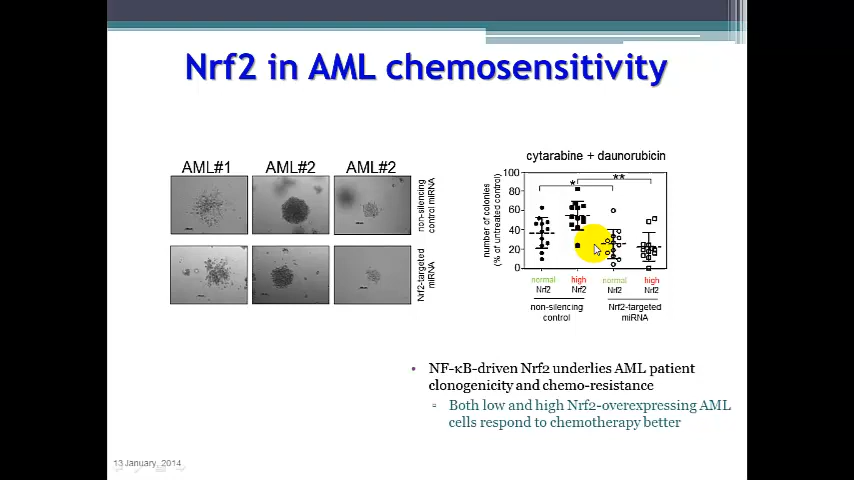 Nrf2 in AML chemosensitivity
AML#1 AML#2 AML#2
non-silencing
control miRNA
Nrf2-targeted
miRNA
cytarabine + daunorubicin
number of colonies
(% of untreated control)
100
80
60
40
20
0
* **
normal high normal high
Nrf2 Nrf2 Nrf2 Nrf2
non-silencing Nrf2-targeted
control miRNA
• NF-κB-driven Nrf2 underlies AML patient
clonogenicity and chemo-resistance
▫ Both low and high Nrf2-overexpressing AML
cells respond to chemotherapy better
13 January, 2014